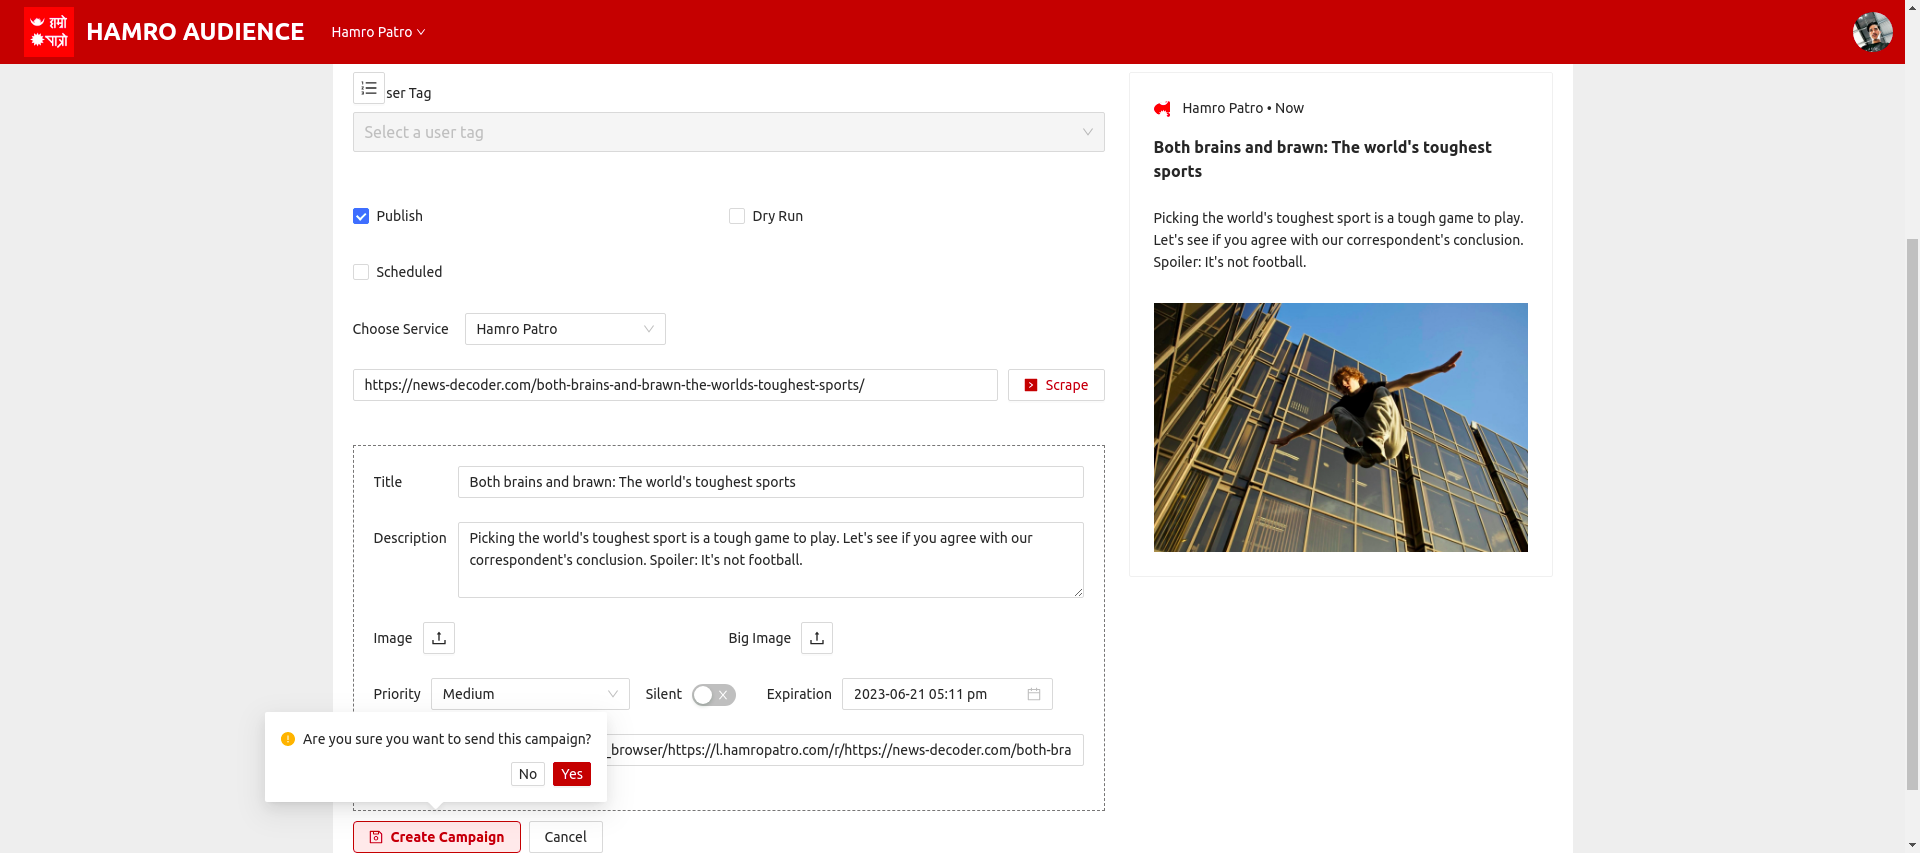 हाम्रो
पात्रो
HAMRO AUDIENCE
Hamro Patro
ser Tag
Select a user tag
Publish
Dry Run
Scheduled
Choose Service
Hamro Patro
https://news-decoder.com/both-brains-and-brawn-the-worlds-toughest-sports/
Scrape
Title
Both brains and brawn: The world's toughest sports
Description
Picking the world's toughest sport is a tough game to play. Let's see if you agree with our
correspondent's conclusion. Spoiler: It's not football.
Image
Big Image
Priority
Medium
Silent
Expiration
2023-06-21 05:11 pm
Are you sure you want to send this campaign?
No
Yes
_browser/https://l.hamropatro.com/r/https://news-decoder.com/both-bra
Create Campaign
Cancel
Hamro Patro • Now
Both brains and brawn: The world's toughest
sports
Picking the world's toughest sport is a tough game to play.
Let's see if you agree with our correspondent's conclusion.
Spoiler: It's not football.